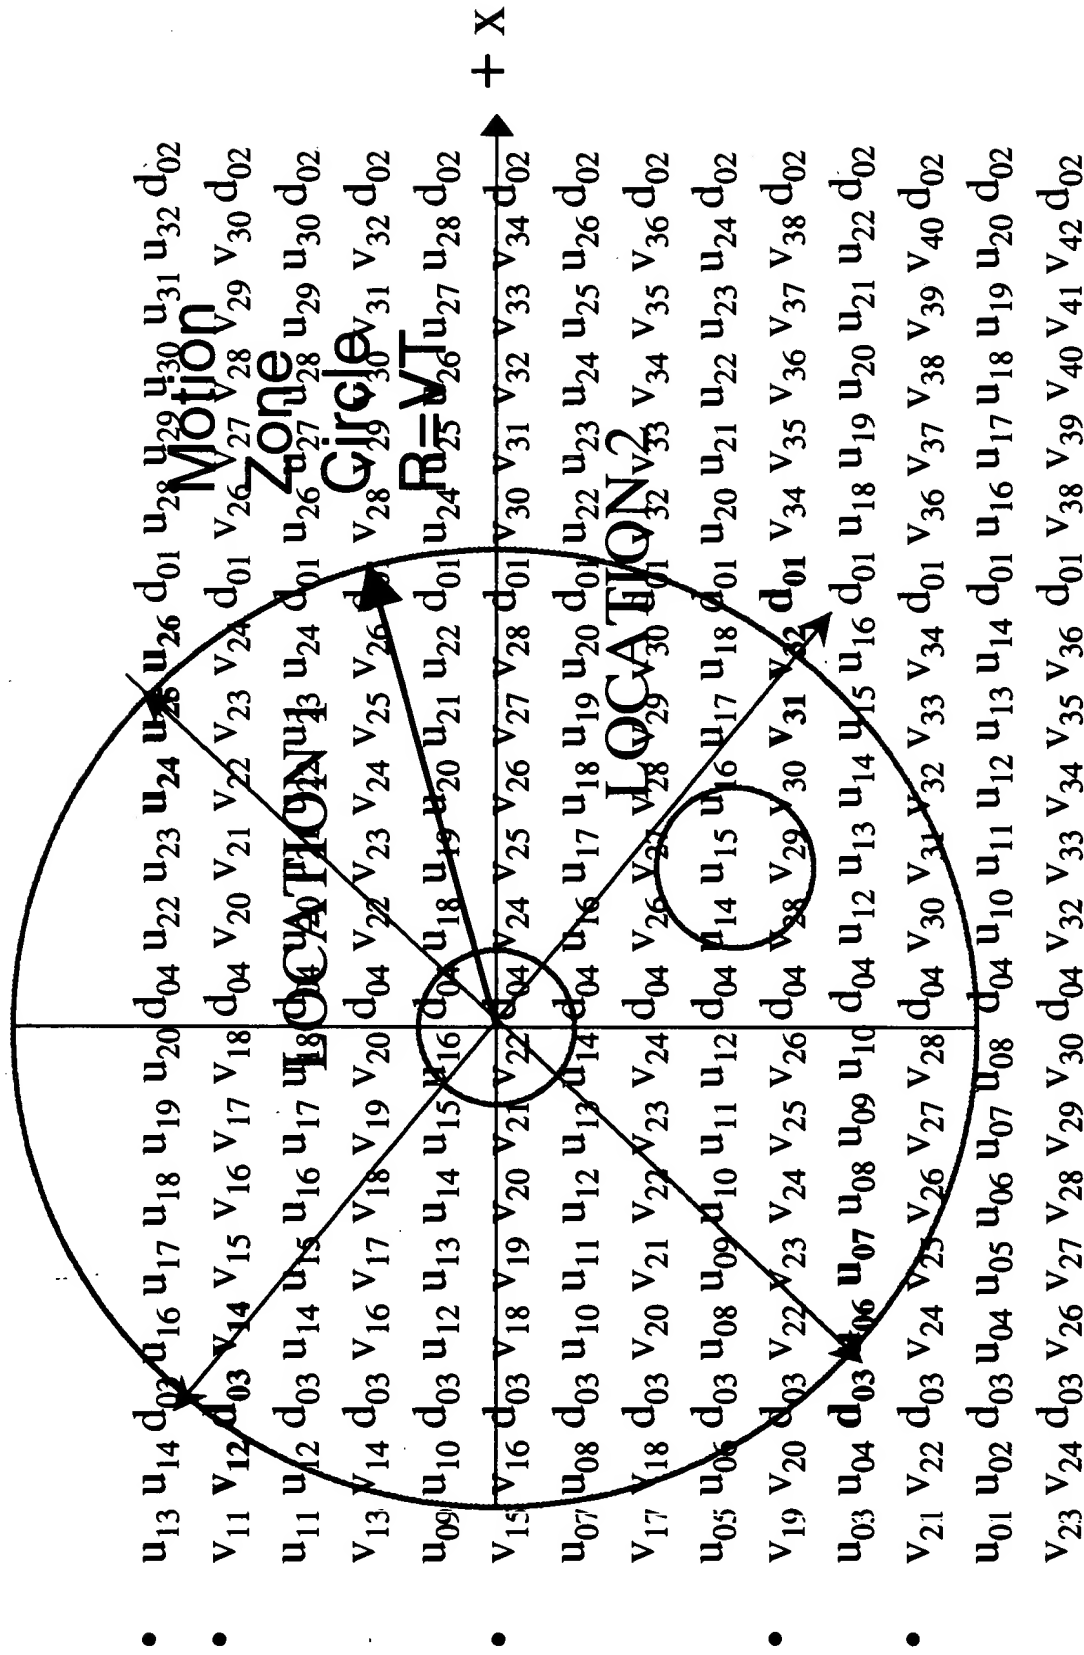 u13 u14 d03 u16 u17 u18 u19 u20 d04 u22 u23 u24 u25 u26 d01 u28 u29 u30 u31 u32 d02
Motion
v11 v12 d03 v14 v15 v16 v17 v18 d04 v20 v21 v22 v23 v24 d01 v26 v27 v28 v29 v30 d02
Zone
u11 u12 d03 u14 u15 u16 u17 u18 d04 u20 u21 u22 u23 u24 d01 u26 u27 u28 u29 u30 d02
LOCATION 1
Circle
v13 v14 d03 v16 v17 v18 v19 v20 d04 v22 v23 v24 v25 v26 d01 v28 v29 v30 v31 v32 d02
R=VT
u09 u10 d03 u12 u13 u14 u15 u16 d04 u18 u19 u20 u21 u22 d01 u24 u25 u26 u27 u28 d02
v15 v16 d03 v18 v19 v20 v21 v22 d04 v24 v25 v26 v27 v28 d01 v30 v31 v32 v33 v34 d02
+ x
u07 u08 d03 u10 u11 u12 u13 u14 d04 u16 u17 u18 u19 u20 d01 u22 u23 u24 u25 u26 d02
LOCATION 2
v17 v18 d03 v20 v21 v22 v23 v24 d04 v26 v27 v28 v29 v30 d01 v32 v33 v34 v35 v36 d02
u05 u06 d03 u08 u09 u10 u11 u12 d04 u14 u15 u16 u17 u18 d01 u20 u21 u22 u23 u24 d02
v19 v20 d03 v22 v23 v24 v25 v26 d04 v28 v29 v30 v31 v32 d01 v34 v35 v36 v37 v38 d02
u03 u04 d03 u06 u07 u08 u09 u10 d04 u12 u13 u14 u15 u16 d01 u18 u19 u20 u21 u22 d02
v21 v22 d03 v24 v25 v26 v27 v28 d04 v30 v31 v32 v33 v34 d01 v36 v37 v38 v39 v40 d02
u01 u02 d03 u04 u05 u06 u07 u08 d04 u10 u11 u12 u13 u14 d01 u16 u17 u18 u19 u20 d02
v23 v24 d03 v26 v27 v28 v29 v30 d04 v32 v33 v34 v35 v36 d01 v38 v39 v40 v41 v42 d02